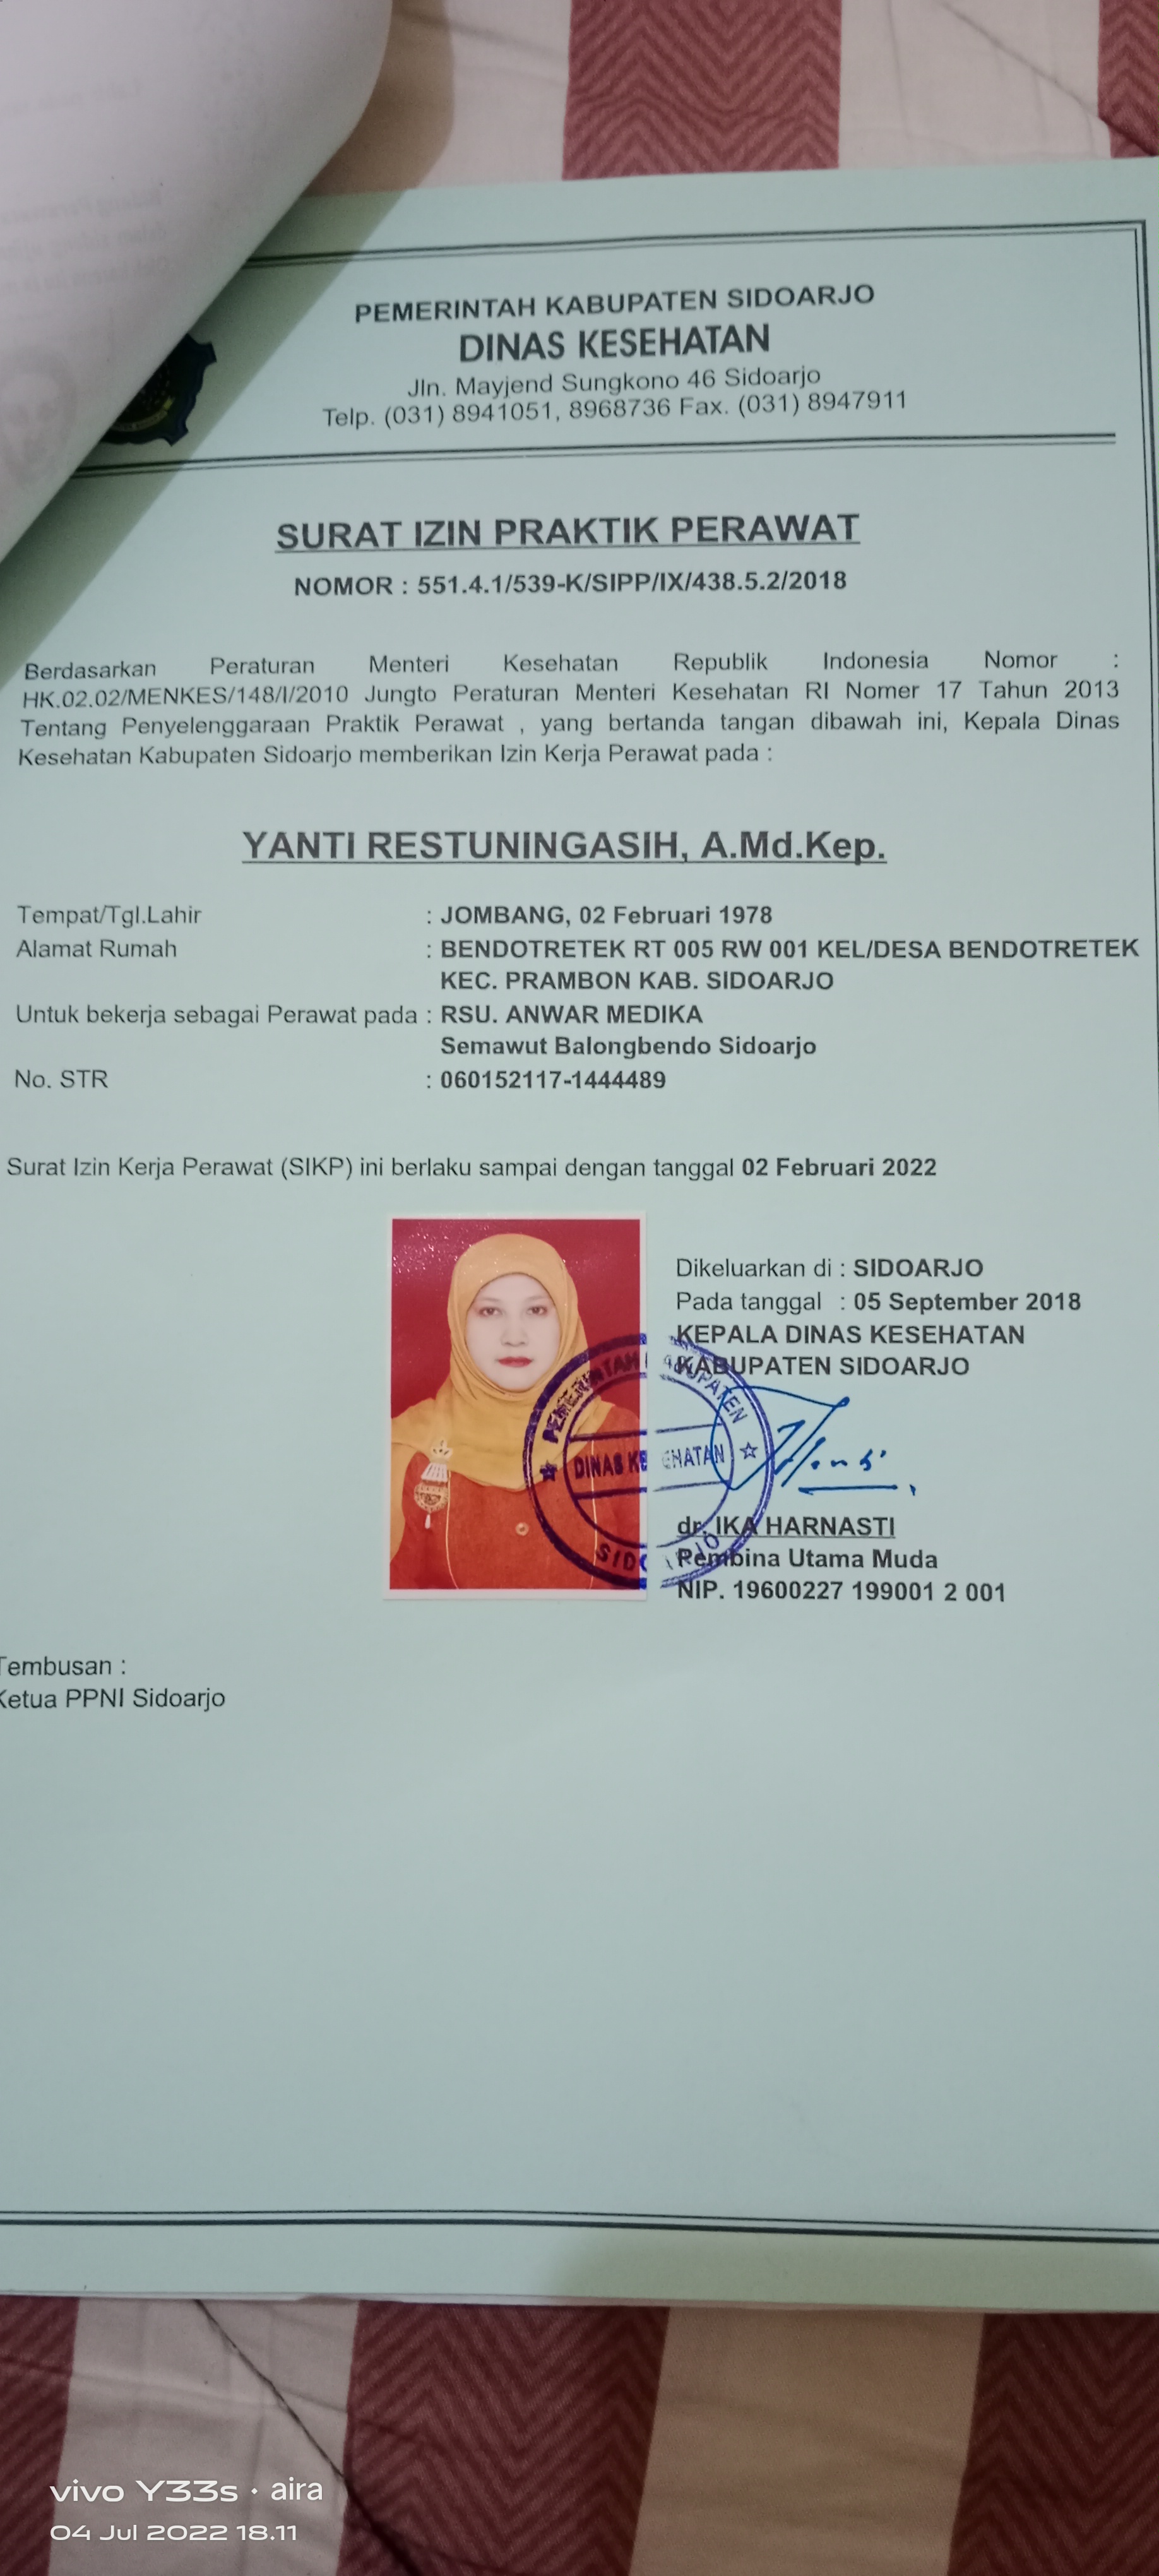 PEMERINTAH KABUPATEN SIDOARJO
DINAS KESEHATAN
Jln. Mayjend Sungkono 46 Sidoarjo
Telp. (031) 8941051, 8968736 Fax. (031) 8947911
SURAT IZIN PRAKTIK PERAWAT
NOMOR : 551.4.1/539-K/SIPP/IX/438.5.2/2018
Berdasarkan Peraturan Menteri Kesehatan Republik Indonesia Nomor :
HK.02.02/MENKES/148/I/2010 Jungto Peraturan Menteri Kesehatan RI Nomer 17 Tahun 2013
Tentang Penyelenggaraan Praktik Perawat , yang bertanda tangan dibawah ini, Kepala Dinas
Kesehatan Kabupaten Sidoarjo memberikan Izin Kerja Perawat pada :
YANTI RESTUNINGASIH, A.Md.Kep.
Tempat/Tgl.Lahir : JOMBANG, 02 Februari 1978
Alamat Rumah : BENDOTRETEK RT 005 RW 001 KEL/DESA BENDOTRETEK
KEC. PRAMBON KAB. SIDOARJO
Untuk bekerja sebagai Perawat pada : RSU. ANWAR MEDIKA
Semawut Balongbendo Sidoarjo
No. STR : 060152117-1444489
Surat Izin Kerja Perawat (SIKP) ini berlaku sampai dengan tanggal 02 Februari 2022
Dikeluarkan di : SIDOARJO
Pada tanggal : 05 September 2018
KEPALA DINAS KESEHATAN
KABUPATEN SIDOARJO
PEMERINTAH KABUPATEN
DINAS KESEHATAN
SIDOARJO
dr. IKA HARNASTI
Pembina Utama Muda
NIP. 19600227 199001 2 001
Tembusan :
Ketua PPNI Sidoarjo
vivo Y33s · aira
04 Jul 2022 18.11